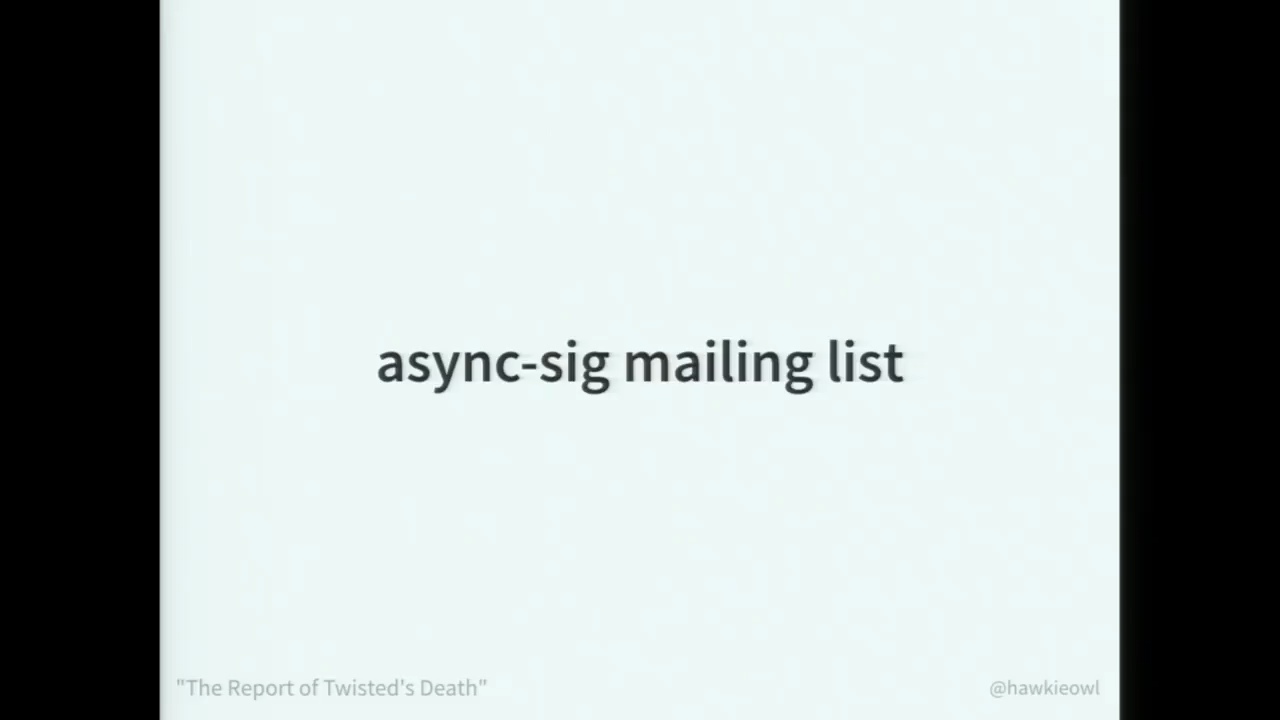 async-sig mailing list
"The Report of Twisted's Death"
@hawkieowl